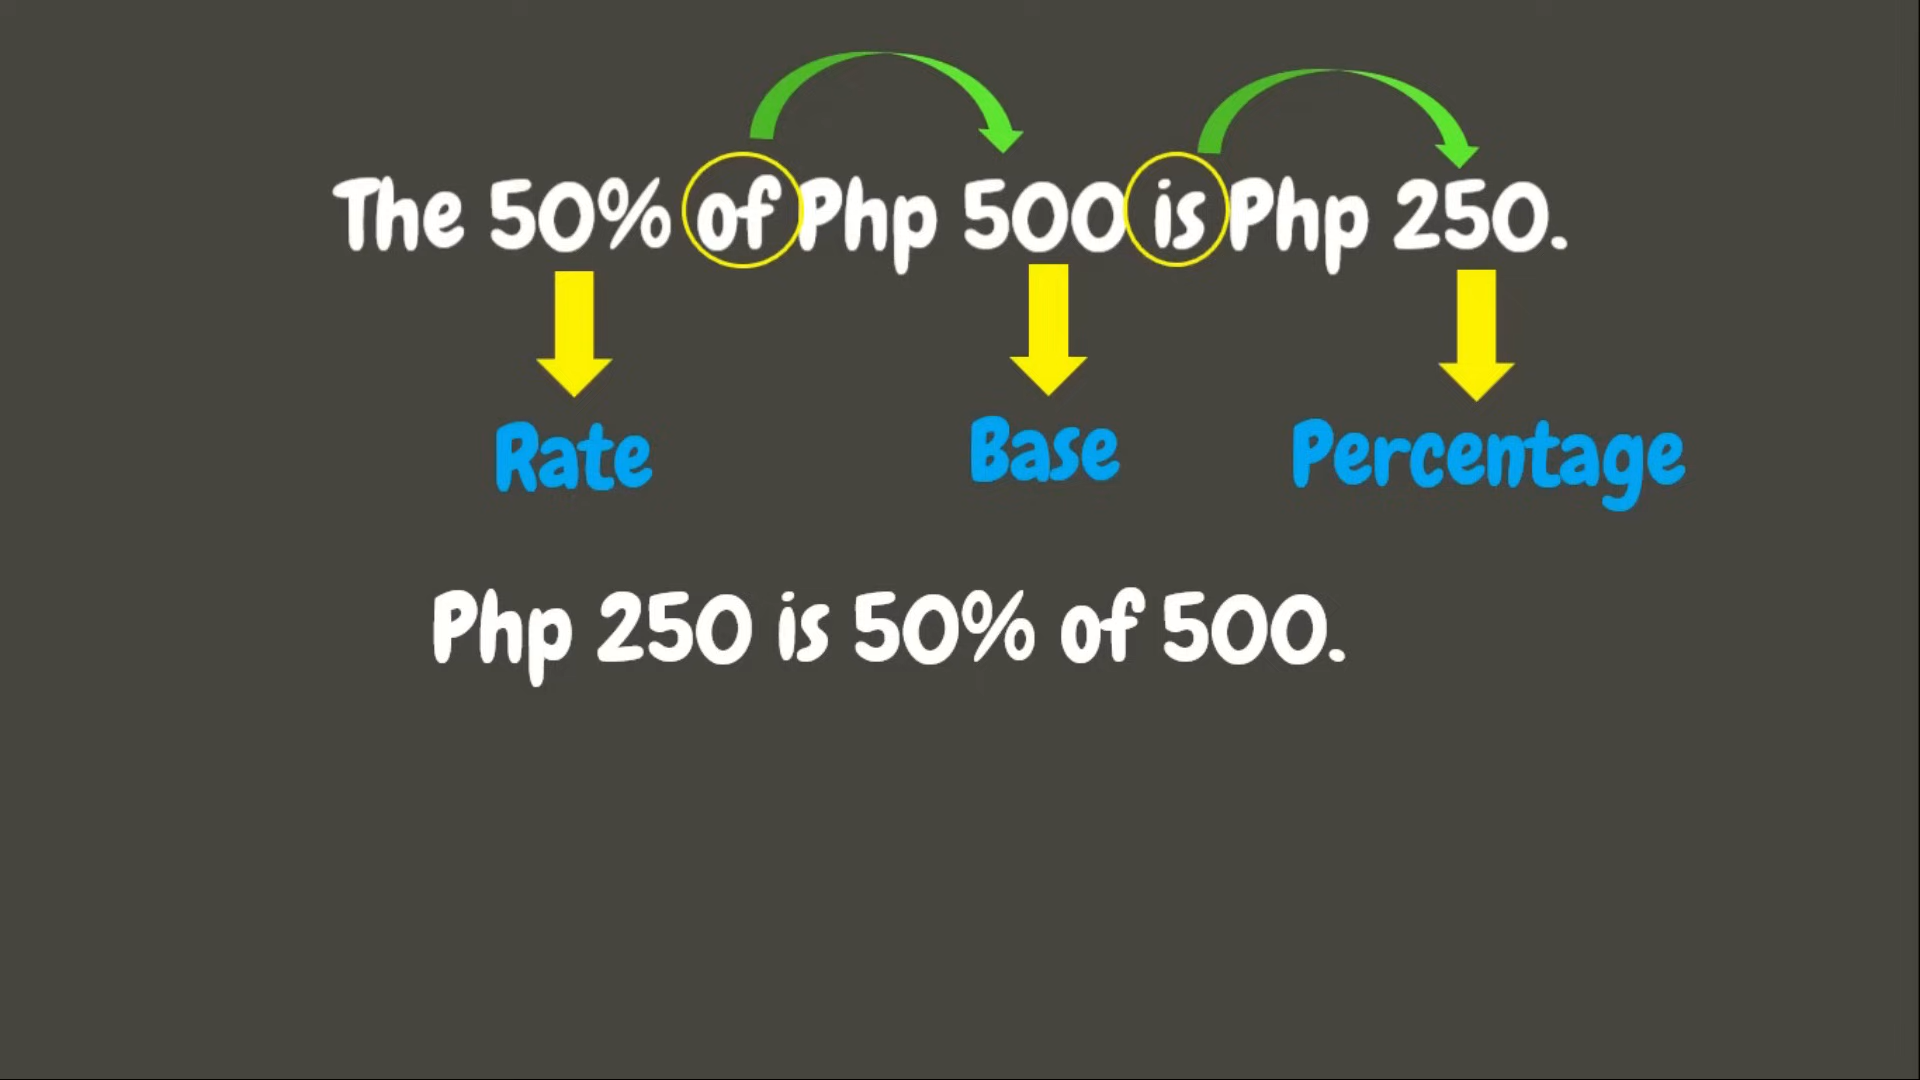 The 50% of Php 500 is Php 250.
Rate Base Percentage
Php 250 is 50% of 500.